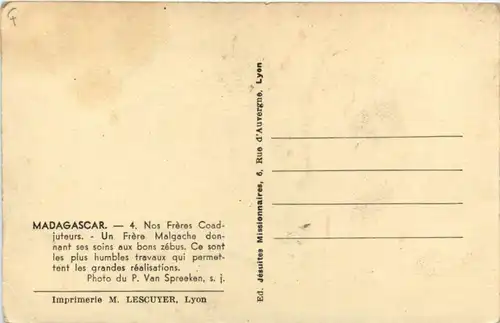 MADAGASCAR. — 4. Nos Frères Coad-
juteurs. - Un Frère Malgache don-
nant ses soins aux bons zébus. Ce sont
les plus humbles travaux qui permet-
tent les grandes réalisations.
Photo du P. Van Spreeken, s. j.
Imprimerie M. LESCUYER, Lyon
Ed. Jésuites Missionnaires, 6, Rue d'Auvergne, Lyon